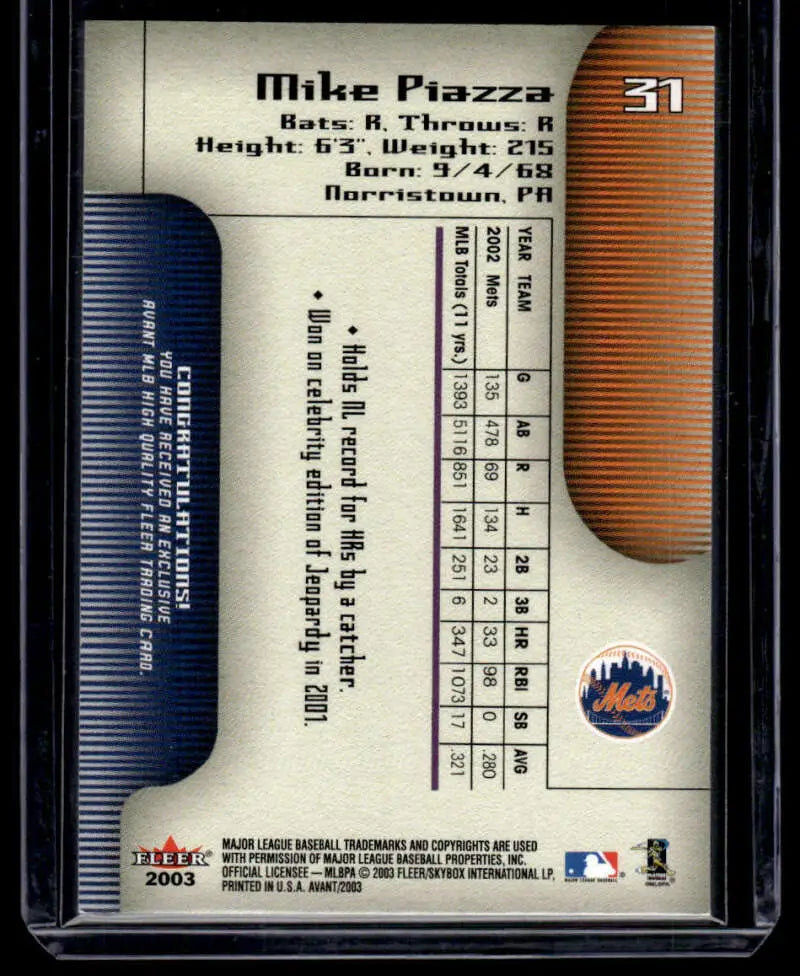 31
Mike Piazza
Bats: R, Throws: R
Height: 6'3", Weight: 215
Born: 9/4/68
Norristown, PA
YEAR TEAM G AB R H 2B 3B HR RBI SB AVG
2002 Mets 135 478 69 134 23 2 33 98 0 .280
MLB Totals (11 yrs.) 1393 5116 851 1641 251 6 347 1073 17 .321
• Holds NL record for HRs by a catcher.
• Won on celebrity edition of Jeopardy in 2001.
CONGRATULATIONS!
YOU HAVE RECEIVED AN EXCLUSIVE
AVANT MLB HIGH QUALITY FLEER TRADING CARD.
Mets
FLEER®
2003
MAJOR LEAGUE BASEBALL TRADEMARKS AND COPYRIGHTS ARE USED
WITH PERMISSION OF MAJOR LEAGUE BASEBALL PROPERTIES, INC.
OFFICIAL LICENSEE — MLBPA © 2003 FLEER/SKYBOX INTERNATIONAL LP,
PRINTED IN U.S.A. AVANT/2003
MAJOR LEAGUE BASEBALL ®